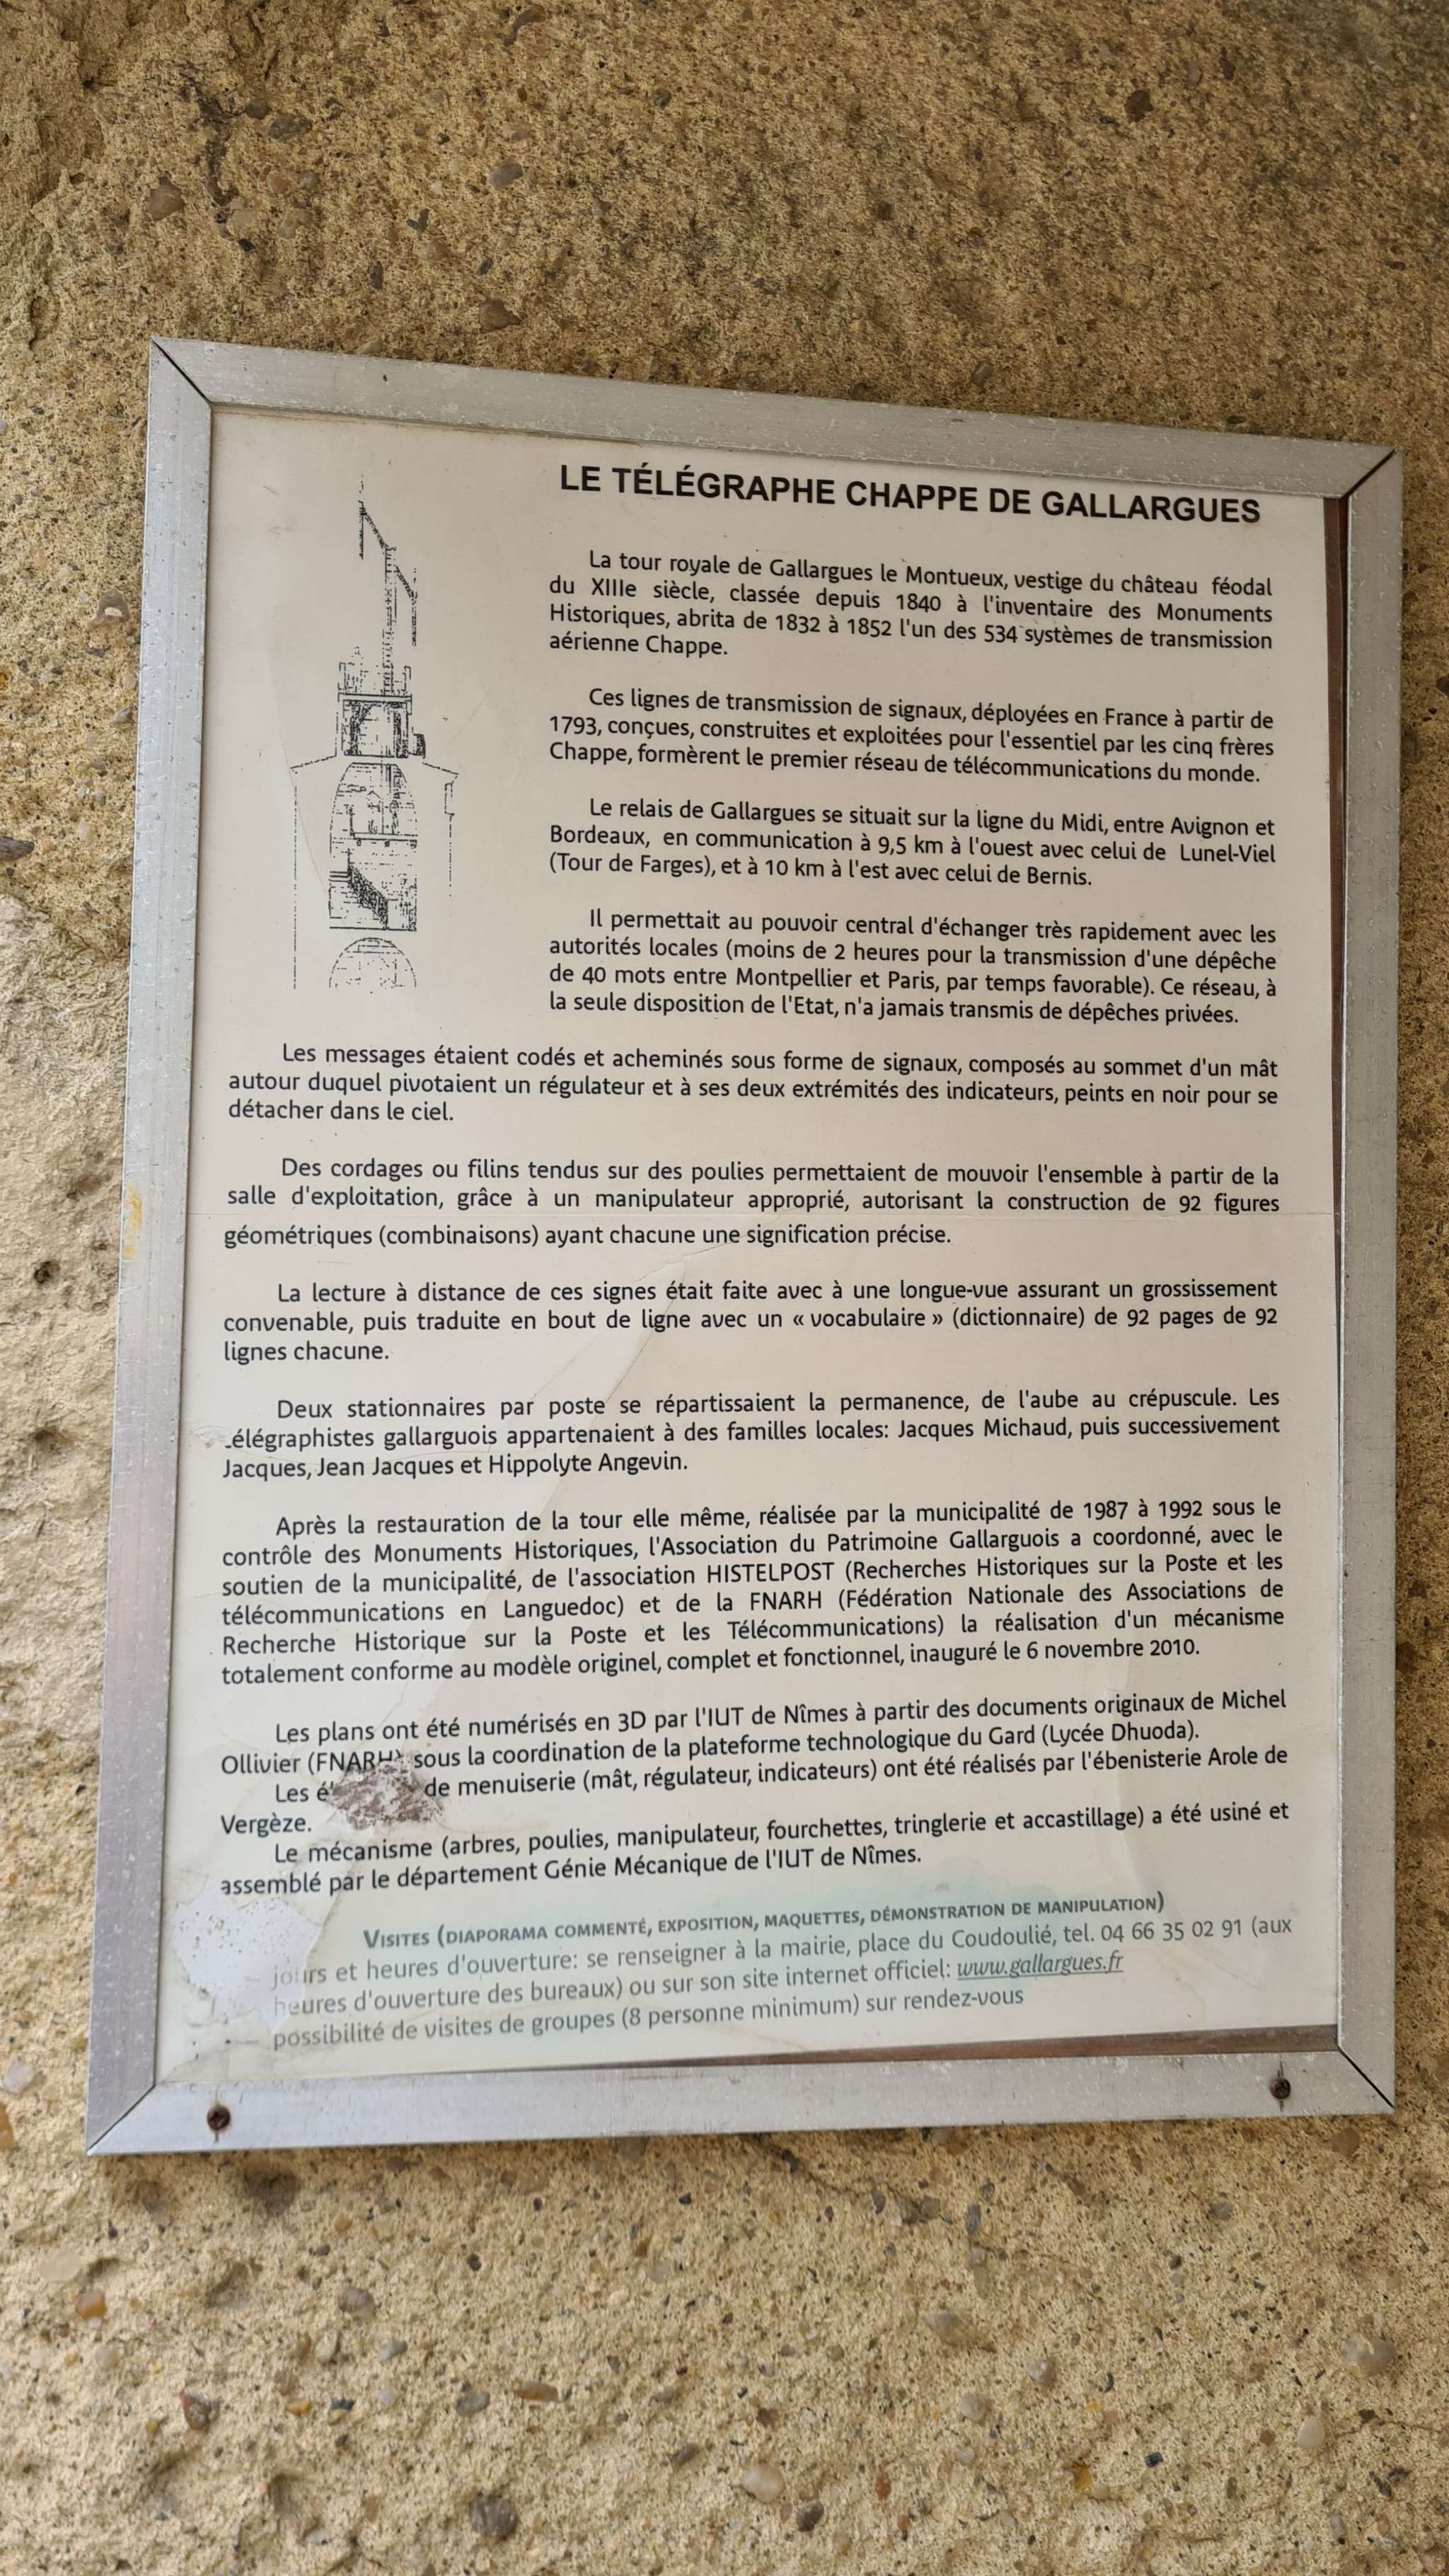 LE TÉLÉGRAPHE CHAPPE DE GALLARGUES
La tour royale de Gallargues le Montueux, vestige du château féodal
du XIIIe siècle, classée depuis 1840 à l'inventaire des Monuments
Historiques, abrita de 1832 à 1852 l'un des 534 systèmes de transmission
aérienne Chappe.
Ces lignes de transmission de signaux, déployées en France à partir de
1793, conçues, construites et exploitées pour l'essentiel par les cinq frères
Chappe, formèrent le premier réseau de télécommunications du monde.
Le relais de Gallargues se situait sur la ligne du Midi, entre Avignon et
Bordeaux, en communication à 9,5 km à l'ouest avec celui de Lunel-Viel
(Tour de Farges), et à 10 km à l'est avec celui de Bernis.
Il permettait au pouvoir central d'échanger très rapidement avec les
autorités locales (moins de 2 heures pour la transmission d'une dépêche
de 40 mots entre Montpellier et Paris, par temps favorable). Ce réseau, à
la seule disposition de l'Etat, n'a jamais transmis de dépêches privées.
Les messages étaient codés et acheminés sous forme de signaux, composés au sommet d'un mât
autour duquel pivotaient un régulateur et à ses deux extrémités des indicateurs, peints en noir pour se
détacher dans le ciel.
Des cordages ou filins tendus sur des poulies permettaient de mouvoir l'ensemble à partir de la
salle d'exploitation, grâce à un manipulateur approprié, autorisant la construction de 92 figures
géométriques (combinaisons) ayant chacune une signification précise.
La lecture à distance de ces signes était faite avec à une longue-vue assurant un grossissement
convenable, puis traduite en bout de ligne avec un « vocabulaire » (dictionnaire) de 92 pages de 92
lignes chacune.
Deux stationnaires par poste se répartissaient la permanence, de l'aube au crépuscule. Les
élégraphistes gallarguois appartenaient à des familles locales: Jacques Michaud, puis successivement
Jacques, Jean Jacques et Hippolyte Angevin.
Après la restauration de la tour elle même, réalisée par la municipalité de 1987 à 1992 sous le
contrôle des Monuments Historiques, l'Association du Patrimoine Gallarguois a coordonné, avec le
soutien de la municipalité, de l'association HISTELPOST (Recherches Historiques sur la Poste et les
télécommunications en Languedoc) et de la FNARH (Fédération Nationale des Associations de
Recherche Historique sur la Poste et les Télécommunications) la réalisation d'un mécanisme
totalement conforme au modèle originel, complet et fonctionnel, inauguré le 6 novembre 2010.
Les plans ont été numérisés en 3D par l'IUT de Nîmes à partir des documents originaux de Michel
Ollivier (FNARH) sous la coordination de la plateforme technologique du Gard (Lycée Dhuoda).
Les de menuiserie (mât, régulateur, indicateurs) ont été réalisés par l'ébenisterie Arole de
Vergèze.
Le mécanisme (arbres, poulies, manipulateur, fourchettes, tringlerie et accastillage) a été usiné et
assemblé par le département Génie Mécanique de l'IUT de Nîmes.
VISITES (DIAPORAMA COMMENTÉ, EXPOSITION, MAQUETTES, DÉMONSTRATION DE MANIPULATION)
jours et heures d'ouverture: se renseigner à la mairie, place du Coudoulié, tel. 04 66 35 02 91 (aux
heures d'ouverture des bureaux) ou sur son site internet officiel: www.gallargues.fr
possibilité de visites de groupes (8 personne minimum) sur rendez-vous